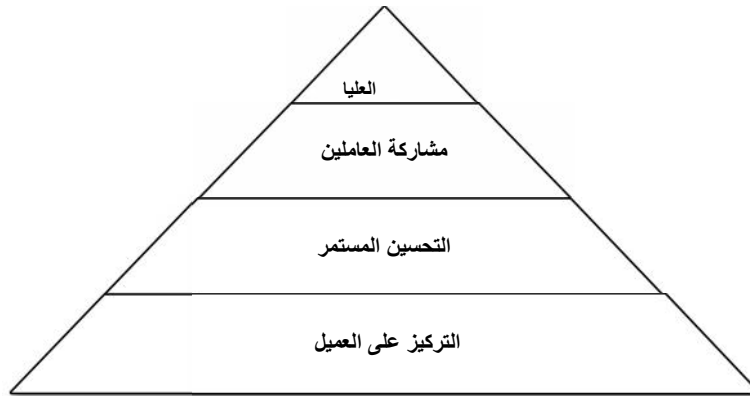 العليا
مشاركة العاملين
التحسين المستمر
التركيز على العميل